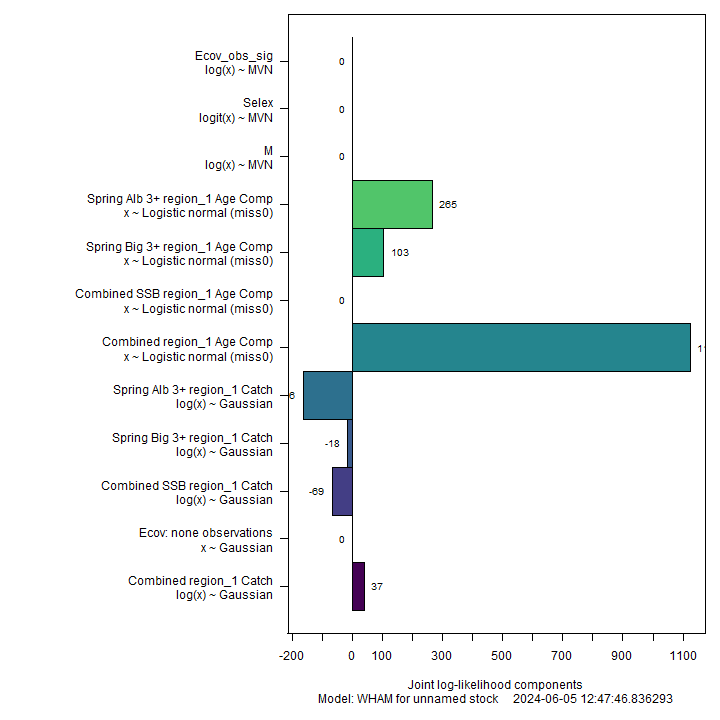 Ecov_obs_sig
log(x) ~ MVN
0
Selex
logit(x) ~ MVN
0
M
log(x) ~ MVN
0
Spring Alb 3+ region_1 Age Comp
x ~ Logistic normal (miss0)
265
Spring Big 3+ region_1 Age Comp
x ~ Logistic normal (miss0)
103
Combined SSB region_1 Age Comp
x ~ Logistic normal (miss0)
0
Combined region_1 Age Comp
x ~ Logistic normal (miss0)
Spring Alb 3+ region_1 Catch
log(x) ~ Gaussian
Spring Big 3+ region_1 Catch
log(x) ~ Gaussian
-18
Combined SSB region_1 Catch
log(x) ~ Gaussian
-69
Ecov: none observations
x ~ Gaussian
0
Combined region_1 Catch
log(x) ~ Gaussian
37
-200 0 100 300 500 700 900 1100
Joint log-likelihood components
Model: WHAM for unnamed stock 2024-06-05 12:47:46.836293